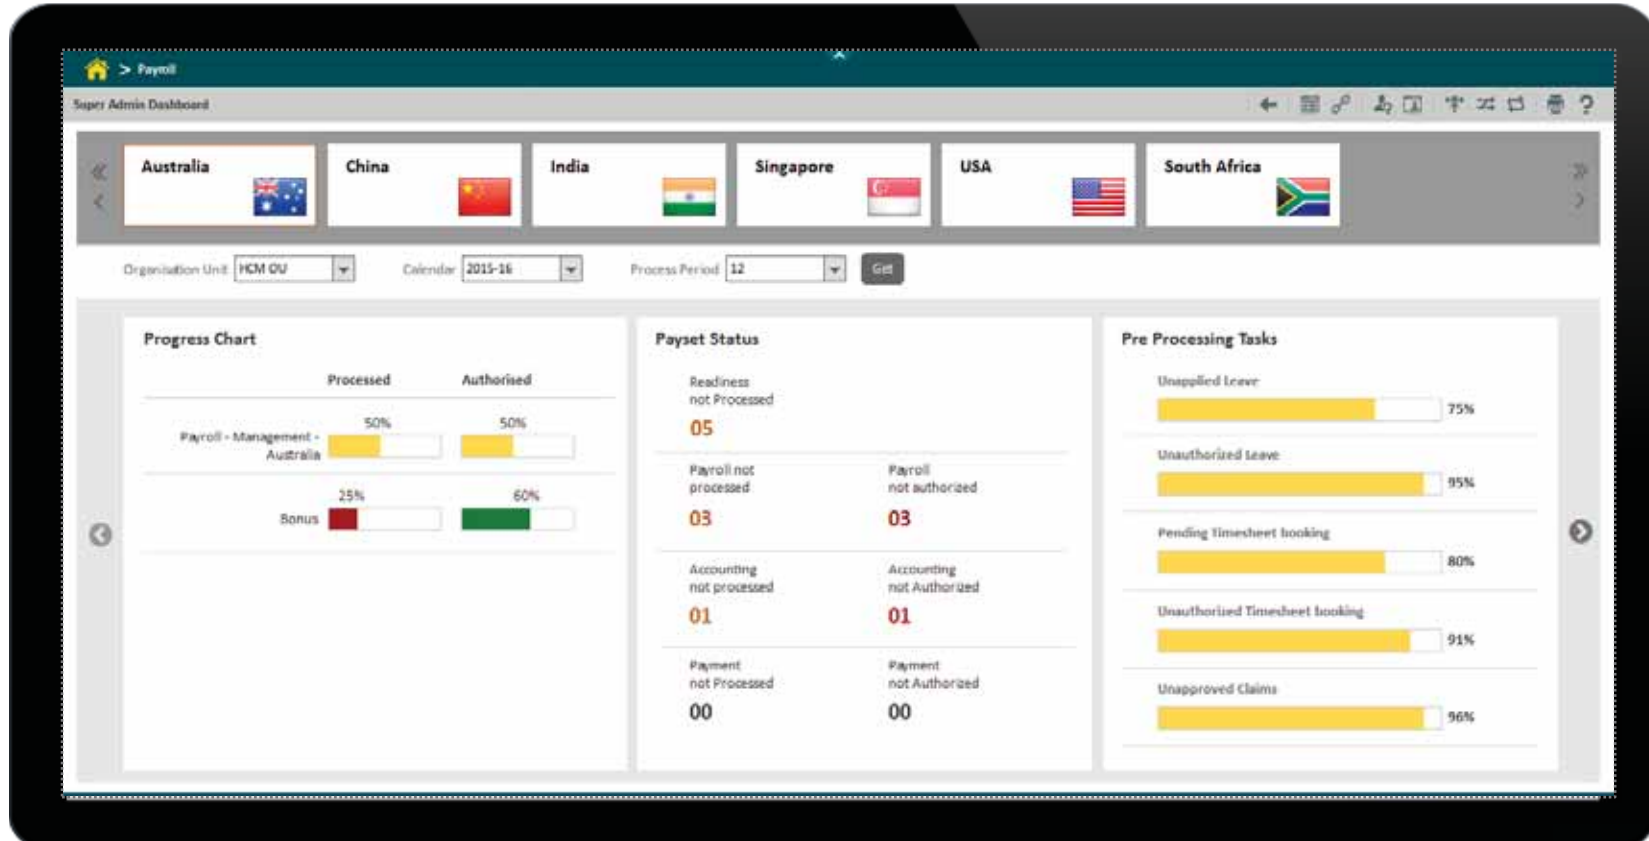 > Payroll
Super Admin Dashboard
?
Australia
China
India
Singapore
USA
South Africa
Organisation Unit HCM OU
Calendar 2015-16
Process Period 12
Get
Progress Chart
Processed Authorised
50% 50%
Payroll - Management -
Australia
25% 60%
Bonus
Payset Status
Readiness
not Processed
05
Payroll not
processed
03
Payroll
not authorized
03
Accounting
not processed
01
Accounting
not Authorized
01
Payment
not Processed
00
Payment
not Authorized
00
Pre Processing Tasks
Unapplied Leave
75%
Unauthorized Leave
95%
Pending Timesheet booking
80%
Unauthorized Timesheet booking
91%
Unapproved Claims
96%